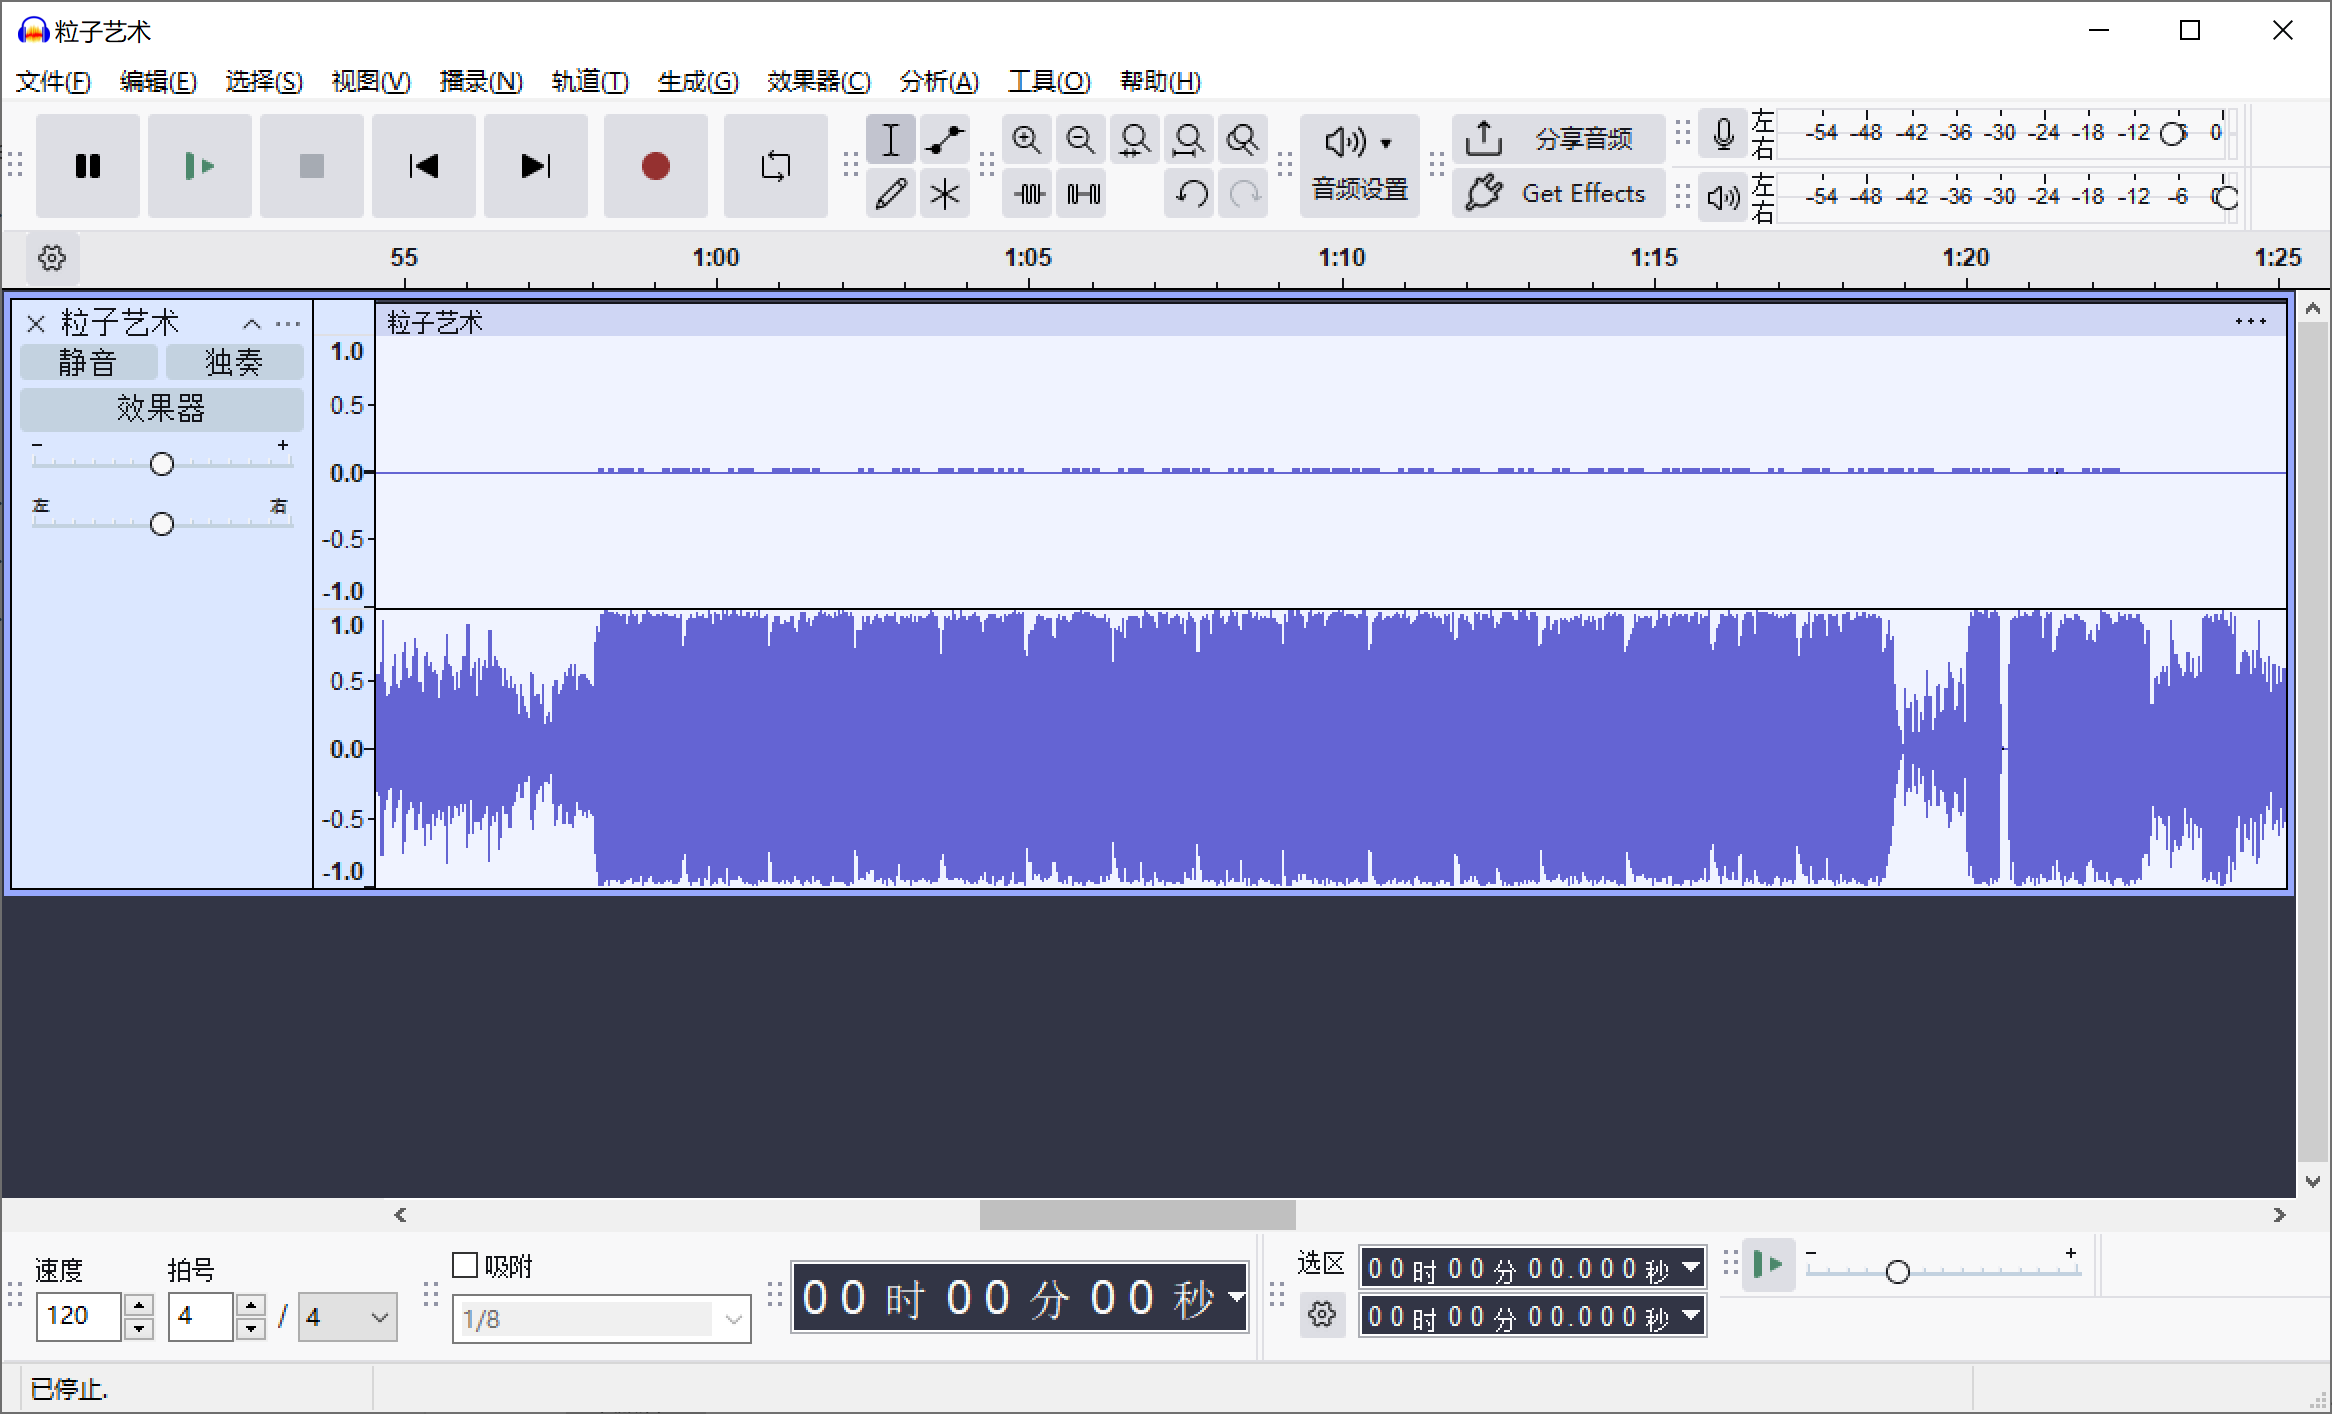 粒子艺术
文件(F) 编辑(E) 选择(S) 视图(V) 播录(N) 轨道(T) 生成(G) 效果器(C) 分析(A) 工具(O) 帮助(H)
音频设置
分享音频
Get Effects
左
右
-54 -48 -42 -36 -30 -24 -18 -12 0
左
右
-54 -48 -42 -36 -30 -24 -18 -12 -6
55 1:00 1:05 1:10 1:15 1:20 1:25
粒子艺术
静音 独奏
效果器
- +
左 右
粒子艺术
1.0
0.5
0.0
-0.5
-1.0
1.0
0.5
0.0
-0.5
-1.0
速度 拍号
120 4 / 4
吸附
1/8
00 时 00 分 00 秒
选区
00 时 00 分 00.000 秒
00 时 00 分 00.000 秒
- +
已停止.